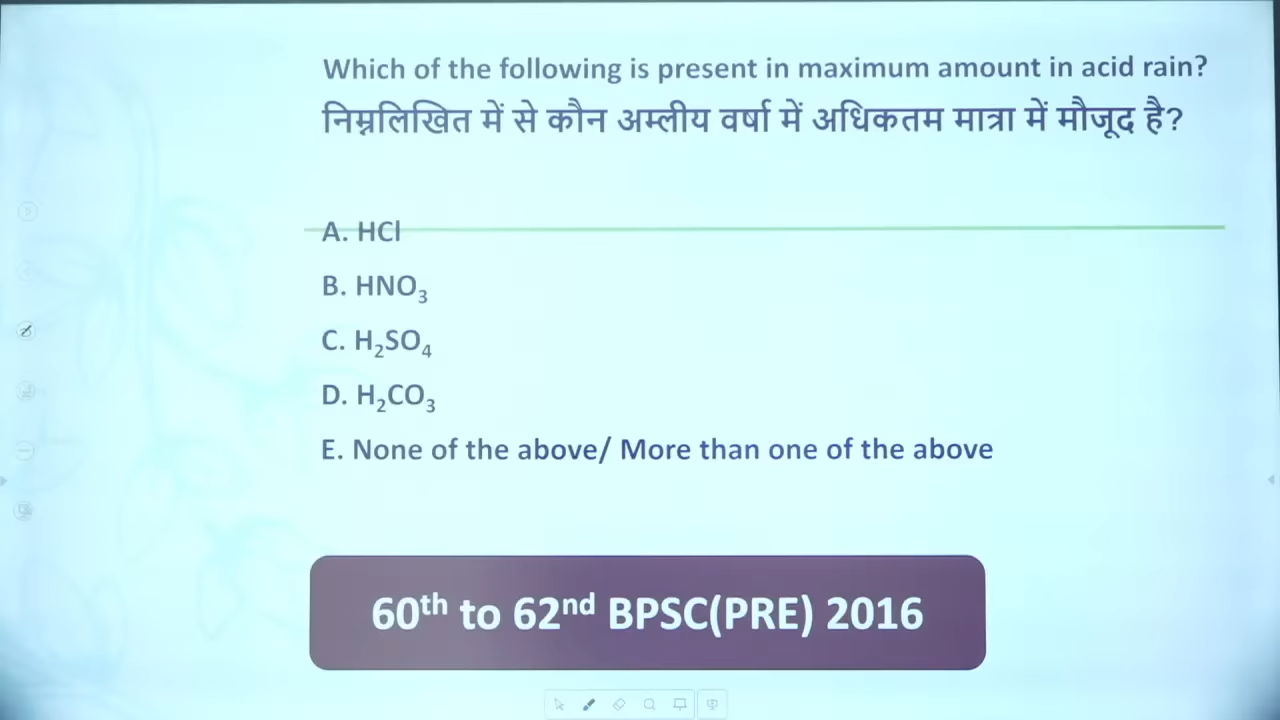 Which of the following is present in maximum amount in acid rain?
निम्नलिखित में से कौन अम्लीय वर्षा में अधिकतम मात्रा में मौजूद है?
A. HCl
B. HNO₃
C. H₂SO₄
D. H₂CO₃
E. None of the above/ More than one of the above
60th to 62nd BPSC(PRE) 2016